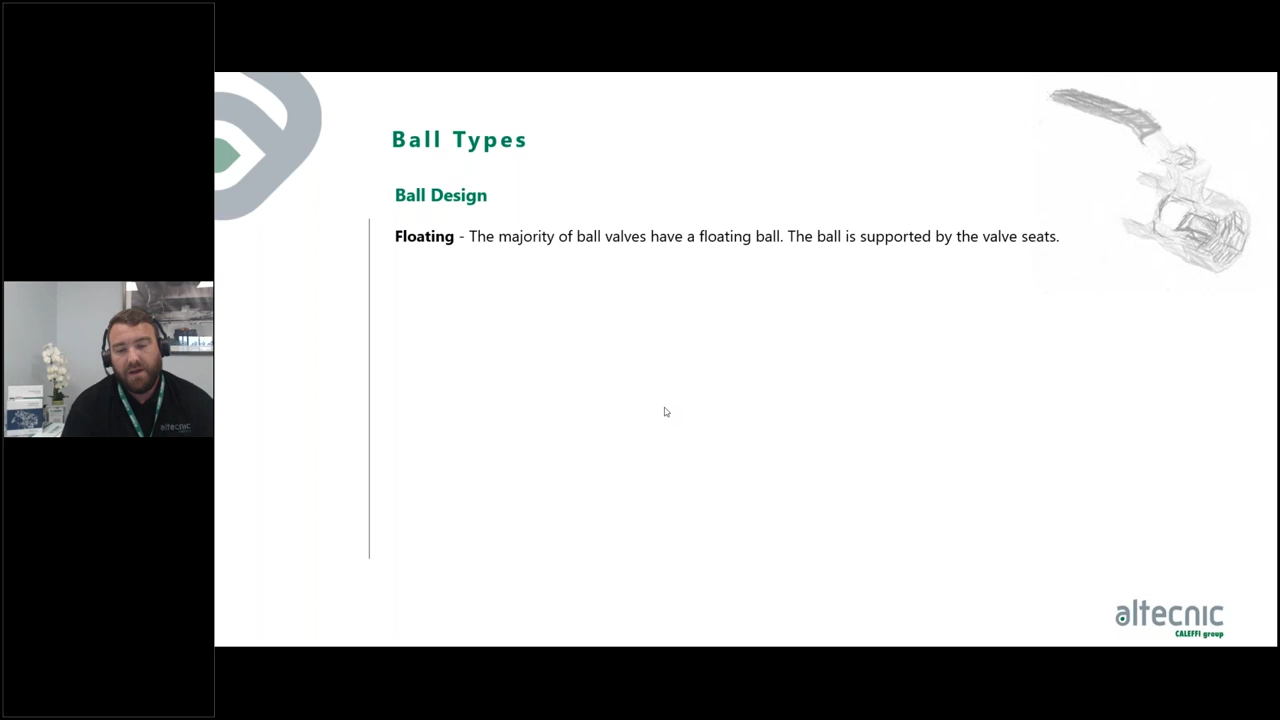 Ball Types
Ball Design
Floating - The majority of ball valves have a floating ball. The ball is supported by the valve seats.
altecnic
altecnic
CALEFFI group